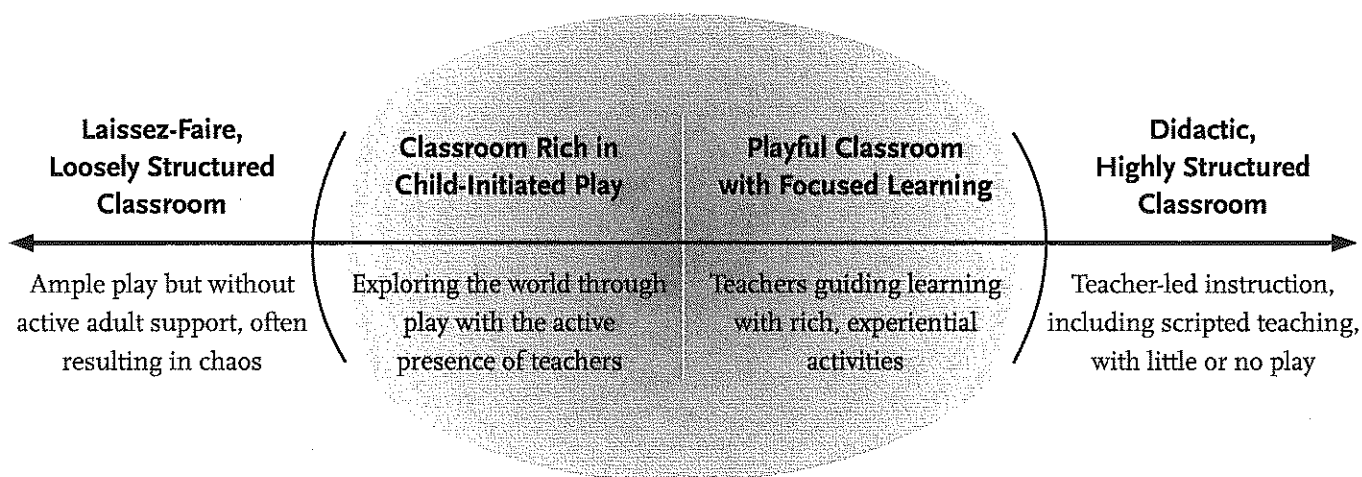 Laissez-Faire,
Loosely Structured
Classroom
Ample play but without
active adult support, often
resulting in chaos
Classroom Rich in
Child-Initiated Play
Exploring the world through
play with the active
presence of teachers
Playful Classroom
with Focused Learning
Teachers guiding learning
with rich, experiential
activities
Didactic,
Highly Structured
Classroom
Teacher-led instruction,
including scripted teaching,
with little or no play